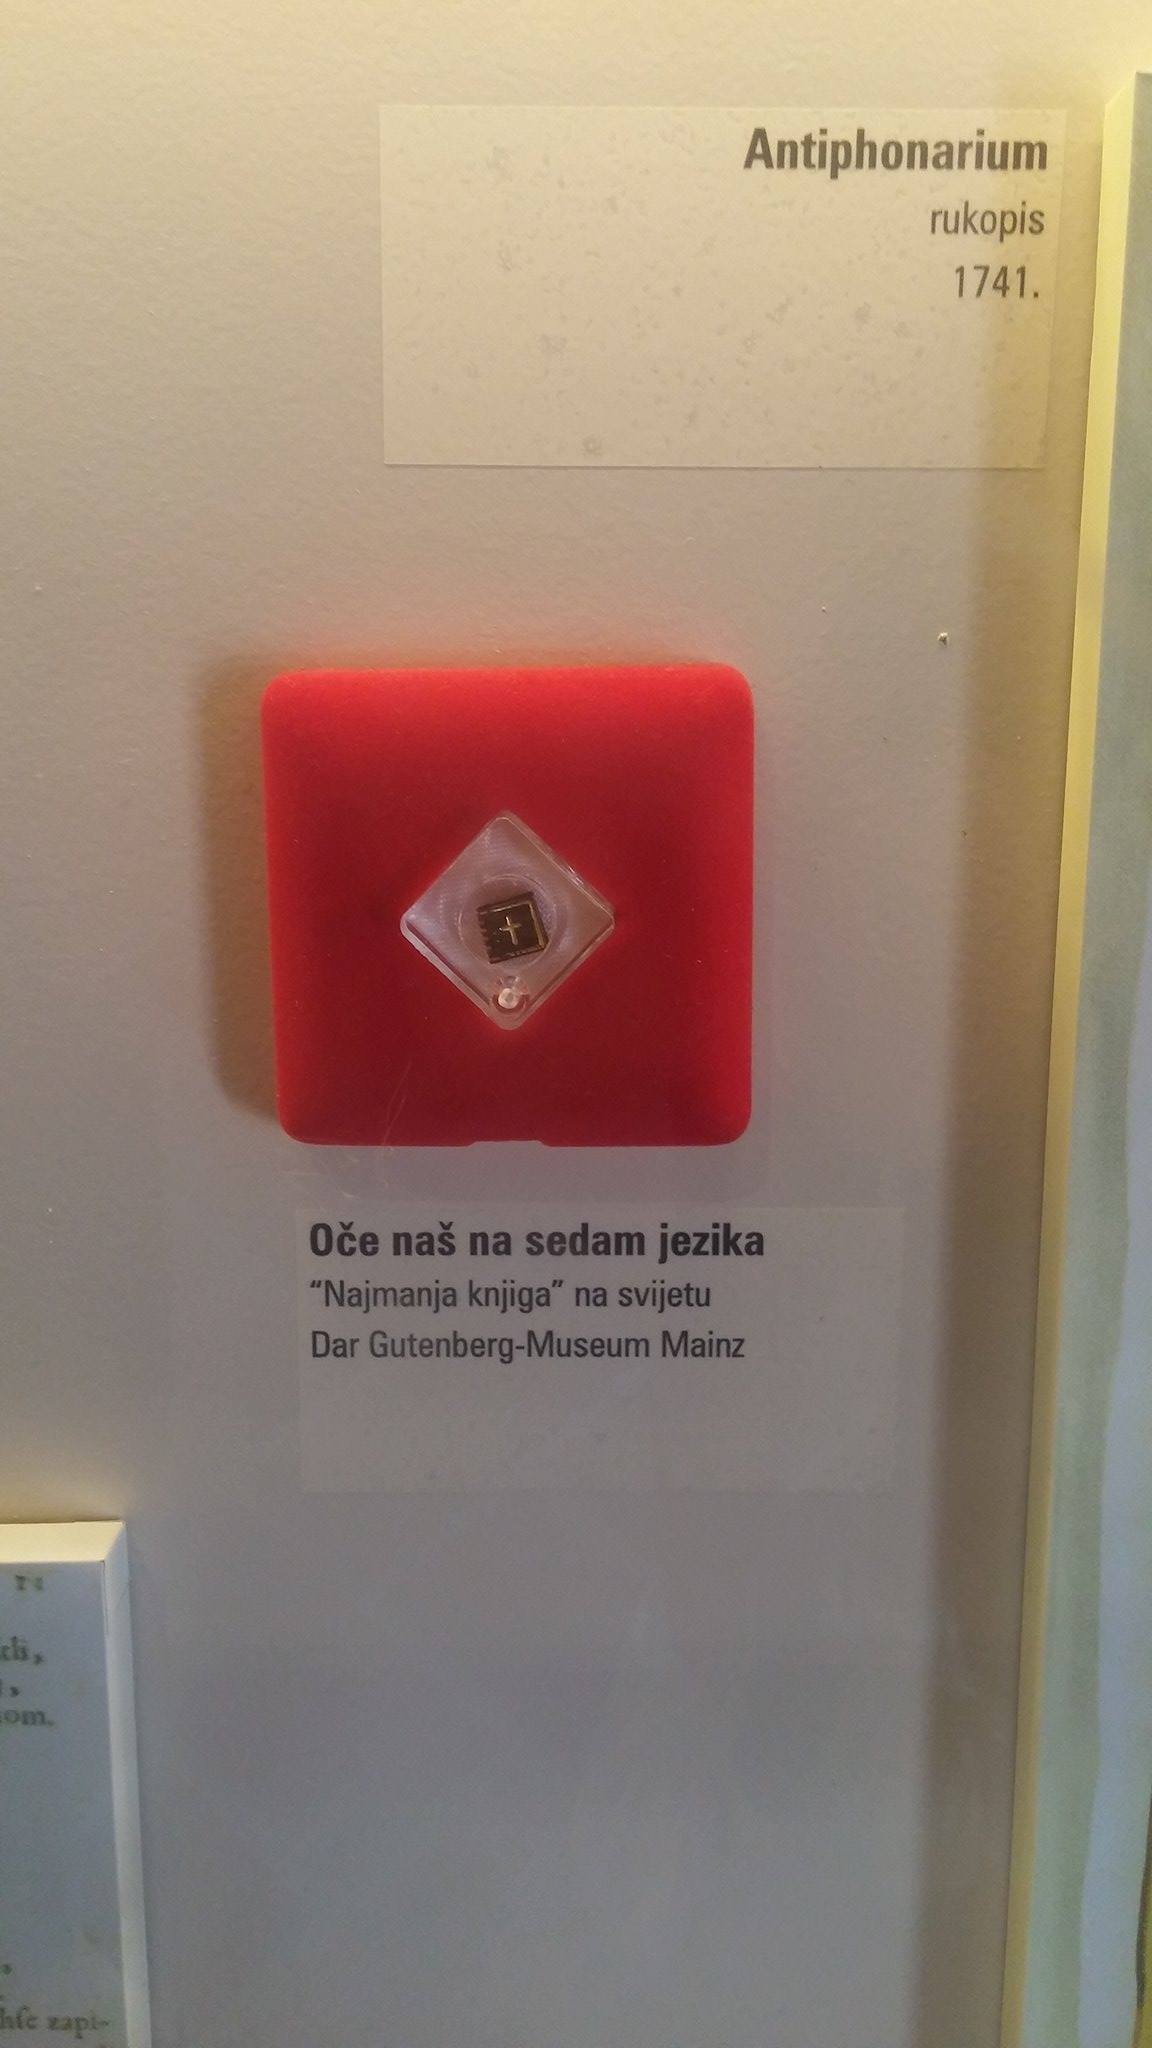 Antiphonarium
rukopis
1741.
Oče naš na sedam jezika
“Najmanja knjiga” na svijetu
Dar Gutenberg-Museum Mainz